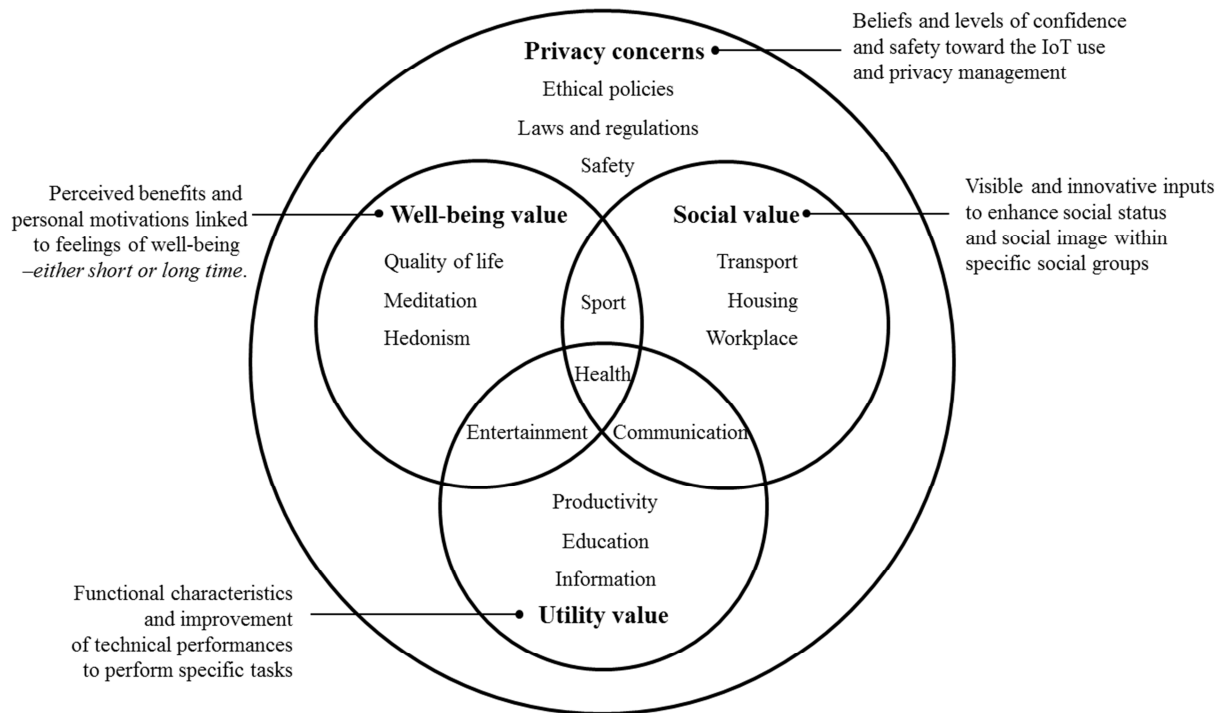 Privacy concerns
Ethical policies
Laws and regulations
Safety
Beliefs and levels of confidence
and safety toward the IoT use
and privacy management
Perceived benefits and
personal motivations linked
to feelings of well-being
–either short or long time.
Well-being value
Quality of life
Meditation
Hedonism
Sport
Social value
Transport
Housing
Workplace
Visible and innovative inputs
to enhance social status
and social image within
specific social groups
Health
Entertainment
Communication
Productivity
Education
Information
Utility value
Functional characteristics
and improvement
of technical performances
to perform specific tasks